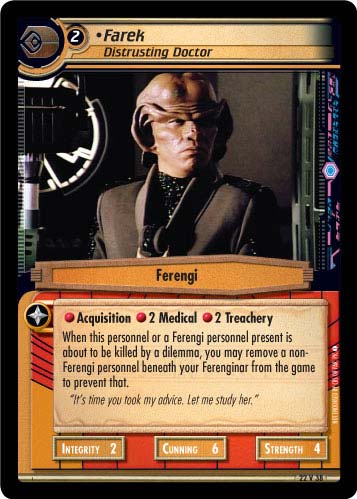 2
•Farek
Distrusting Doctor
Ferengi
Acquisition 2 Medical 2 Treachery
When this personnel or a Ferengi personnel present is
about to be killed by a dilemma, you may remove a non-
Ferengi personnel beneath your Ferenginar from the game
to prevent that.
"It's time you took my advice. Let me study her."
INTEGRITY 2 CUNNING 6 STRENGTH 4
22 V 38